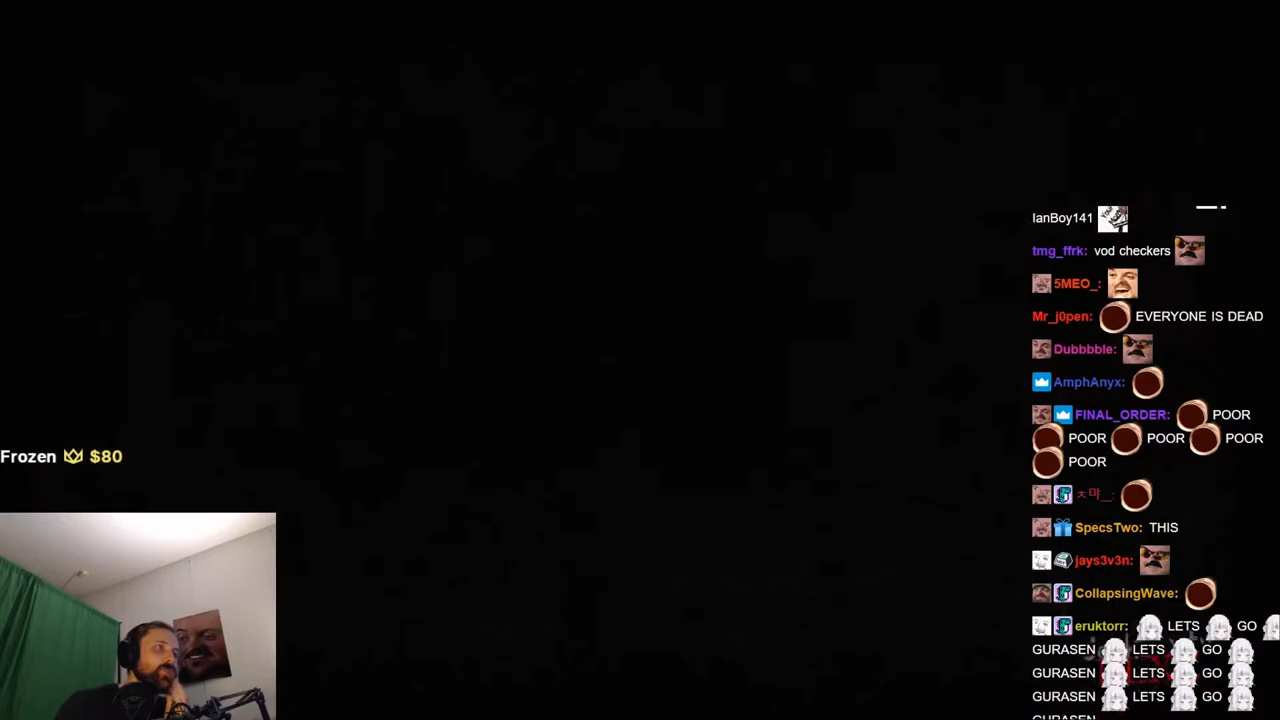 IanBoy141
tmg_ffrk: vod checkers
5MEO_:
Mr_j0pen: EVERYONE IS DEAD
Dubbbble:
AmphAnyx:
FINAL_ORDER: POOR
POOR POOR POOR
POOR
Frozen $80
SpecsTwo: THIS
jays3v3n:
CollapsingWave:
eruktorr: LETS GO
GURASEN LETS GO
GURASEN LETS GO
GURASEN LETS GO
GURASEN